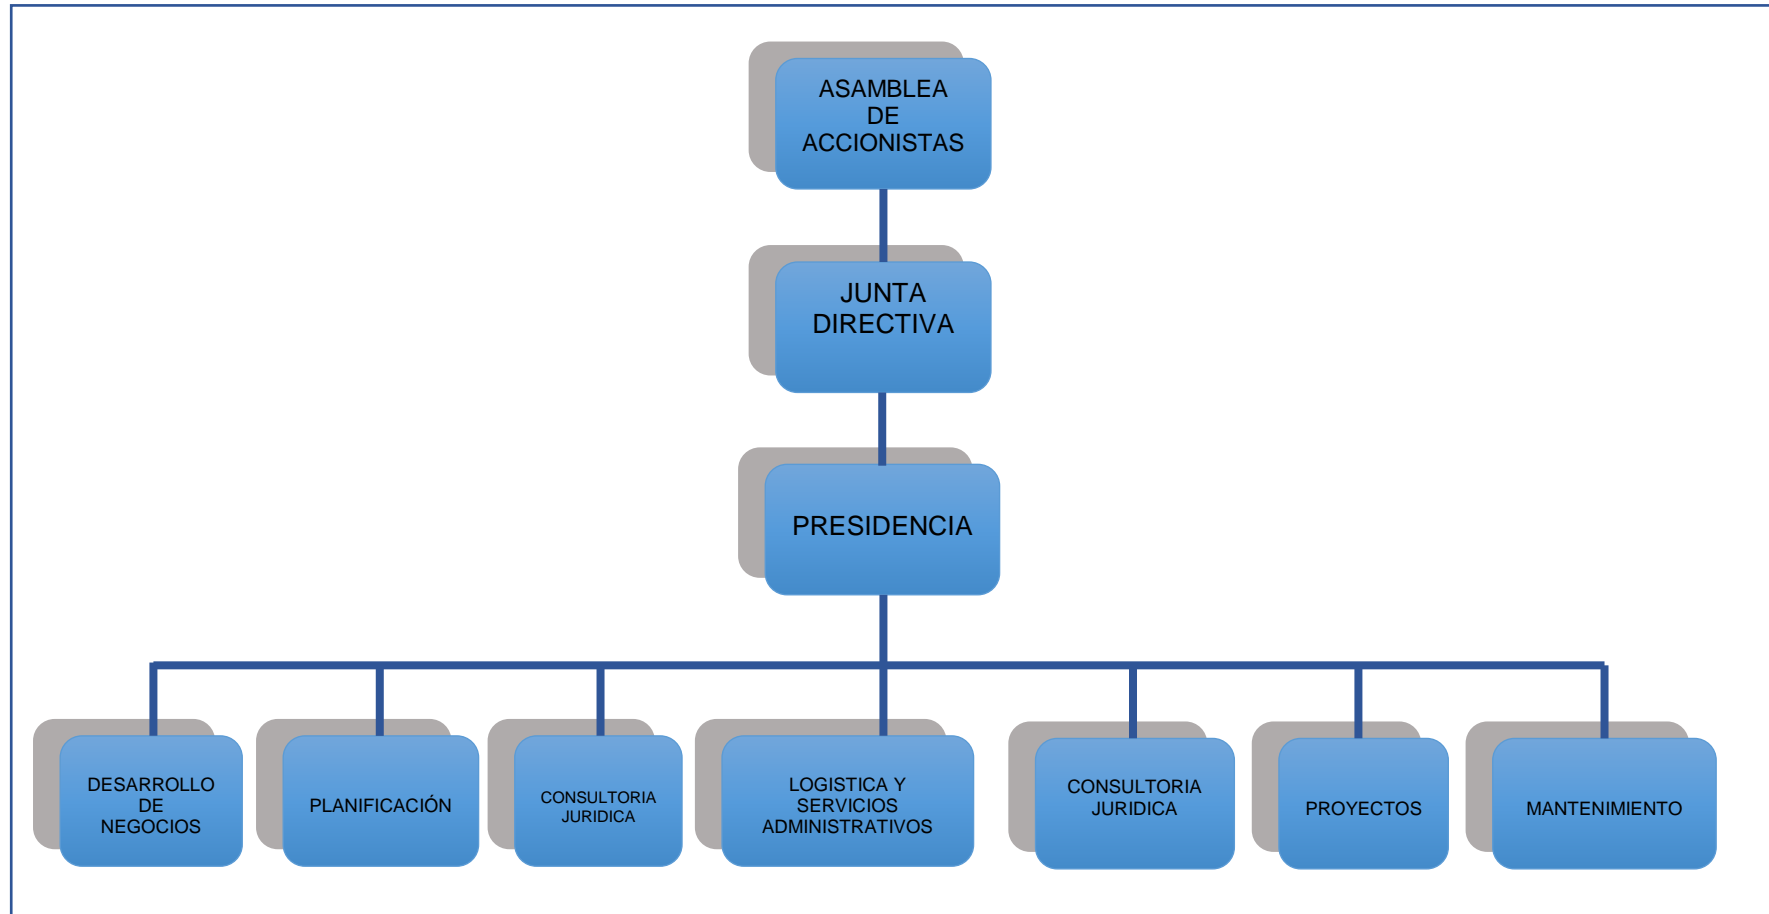 ASAMBLEA
DE
ACCIONISTAS
JUNTA
DIRECTIVA
PRESIDENCIA
DESARROLLO
DE
NEGOCIOS
PLANIFICACIÓN
CONSULTORIA
JURIDICA
LOGISTICA Y
SERVICIOS
ADMINISTRATIVOS
CONSULTORIA
JURIDICA
PROYECTOS
MANTENIMIENTO